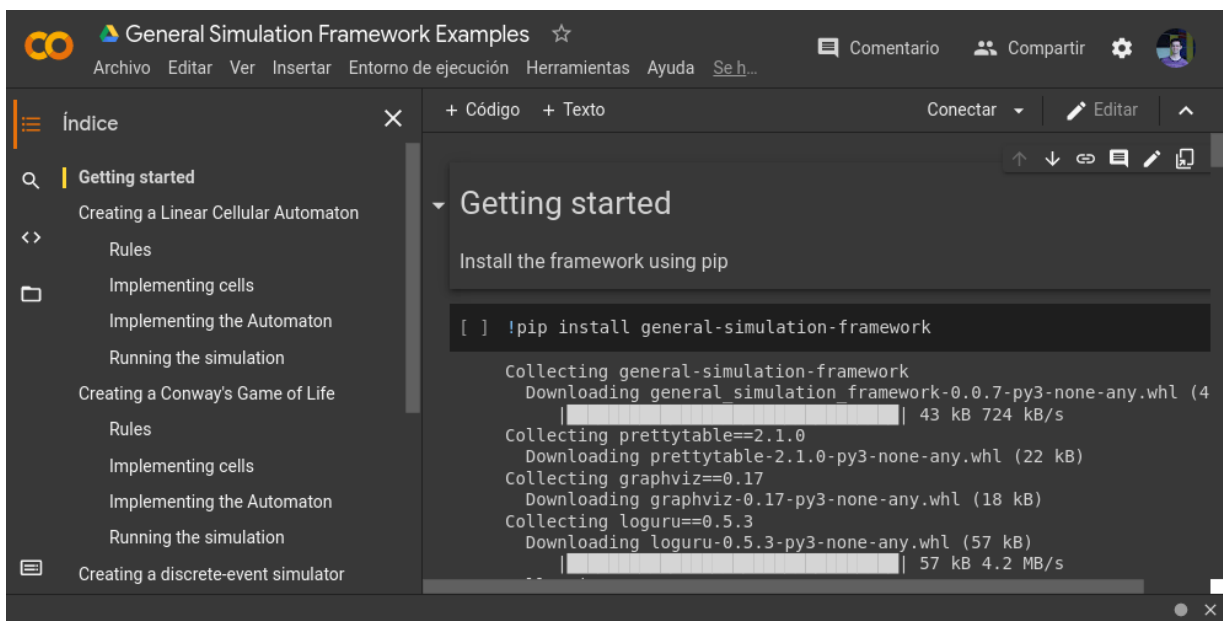 General Simulation Framework Examples
Comentario Compartir
Archivo Editar Ver Insertar Entorno de ejecución Herramientas Ayuda Se h…
Índice
Getting started
Creating a Linear Cellular Automaton
Rules
Implementing cells
Implementing the Automaton
Running the simulation
Creating a Conway's Game of Life
Rules
Implementing cells
Implementing the Automaton
Running the simulation
Creating a discrete-event simulator
+ Código + Texto
Conectar Editar
Getting started
Install the framework using pip
[ ] !pip install general-simulation-framework
Collecting general-simulation-framework
Downloading general_simulation_framework-0.0.7-py3-none-any.whl (4
| | 43 kB 724 kB/s
Collecting prettytable==2.1.0
Downloading prettytable-2.1.0-py3-none-any.whl (22 kB)
Collecting graphviz==0.17
Downloading graphviz-0.17-py3-none-any.whl (18 kB)
Collecting loguru==0.5.3
Downloading loguru-0.5.3-py3-none-any.whl (57 kB)
| | 57 kB 4.2 MB/s